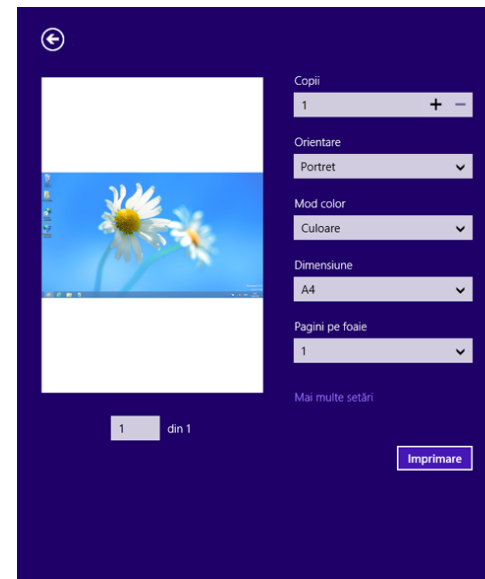 Copii
1
Orientare
Portret
Mod color
Culoare
Dimensiune
A4
Pagini pe foaie
1
Mai multe setări
1 din 1
Imprimare